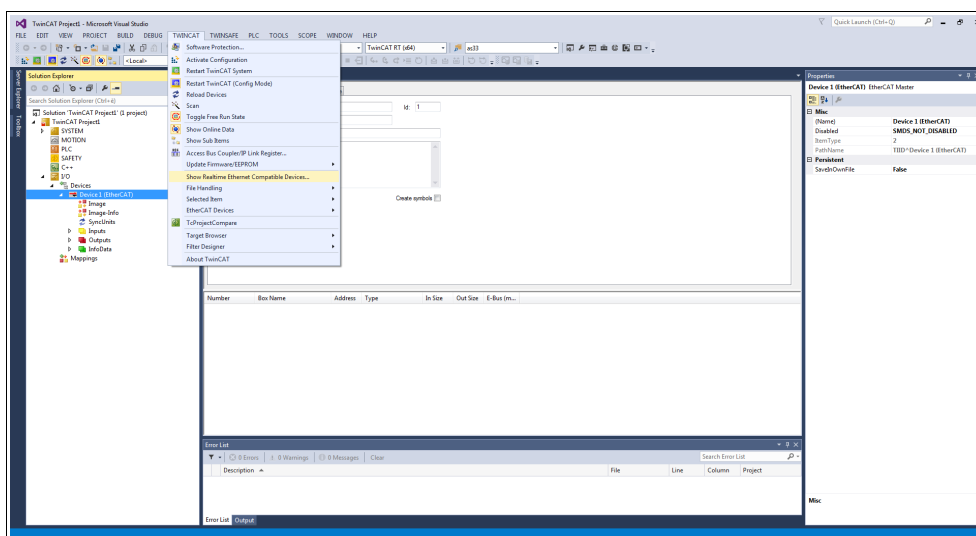 TwinCAT Project1 - Microsoft Visual Studio
Quick Launch (Ctrl+Q)
FILE EDIT VIEW PROJECT BUILD DEBUG TWINCAT TWINSAFE PLC TOOLS SCOPE WINDOW HELP
TwinCAT RT (x64)
as33
<Local>
Server Explorer
Toolbox
Solution Explorer
Search Solution Explorer (Ctrl+é)
Solution 'TwinCAT Project1' (1 project)
TwinCAT Project1
SYSTEM
MOTION
PLC
SAFETY
C++
I/O
Devices
Device 1 (EtherCAT)
Image
Image-Info
SyncUnits
Inputs
Outputs
InfoData
Mappings
Software Protection...
Activate Configuration
Restart TwinCAT System
Restart TwinCAT (Config Mode)
Reload Devices
Scan
Toggle Free Run State
Show Online Data
Show Sub Items
Access Bus Coupler/IP Link Register...
Update Firmware/EEPROM
Show Realtime Ethernet Compatible Devices...
File Handling
Selected Item
EtherCAT Devices
TcProjectCompare
Target Browser
Filter Designer
About TwinCAT
Id: 1
Create symbols
Number Box Name Address Type In Size Out Size E-Bus (m...
Error List
0 Errors 0 Warnings 0 Messages Clear
Search Error List
Description File Line Column Project
Error List Output
Properties
Device 1 (EtherCAT) EtherCAT Master
Misc
(Name) Device 1 (EtherCAT)
Disabled SMDS_NOT_DISABLED
ItemType 2
PathName TIID^Device 1 (EtherCAT)
Persistent
SaveInOwnFile False
Misc